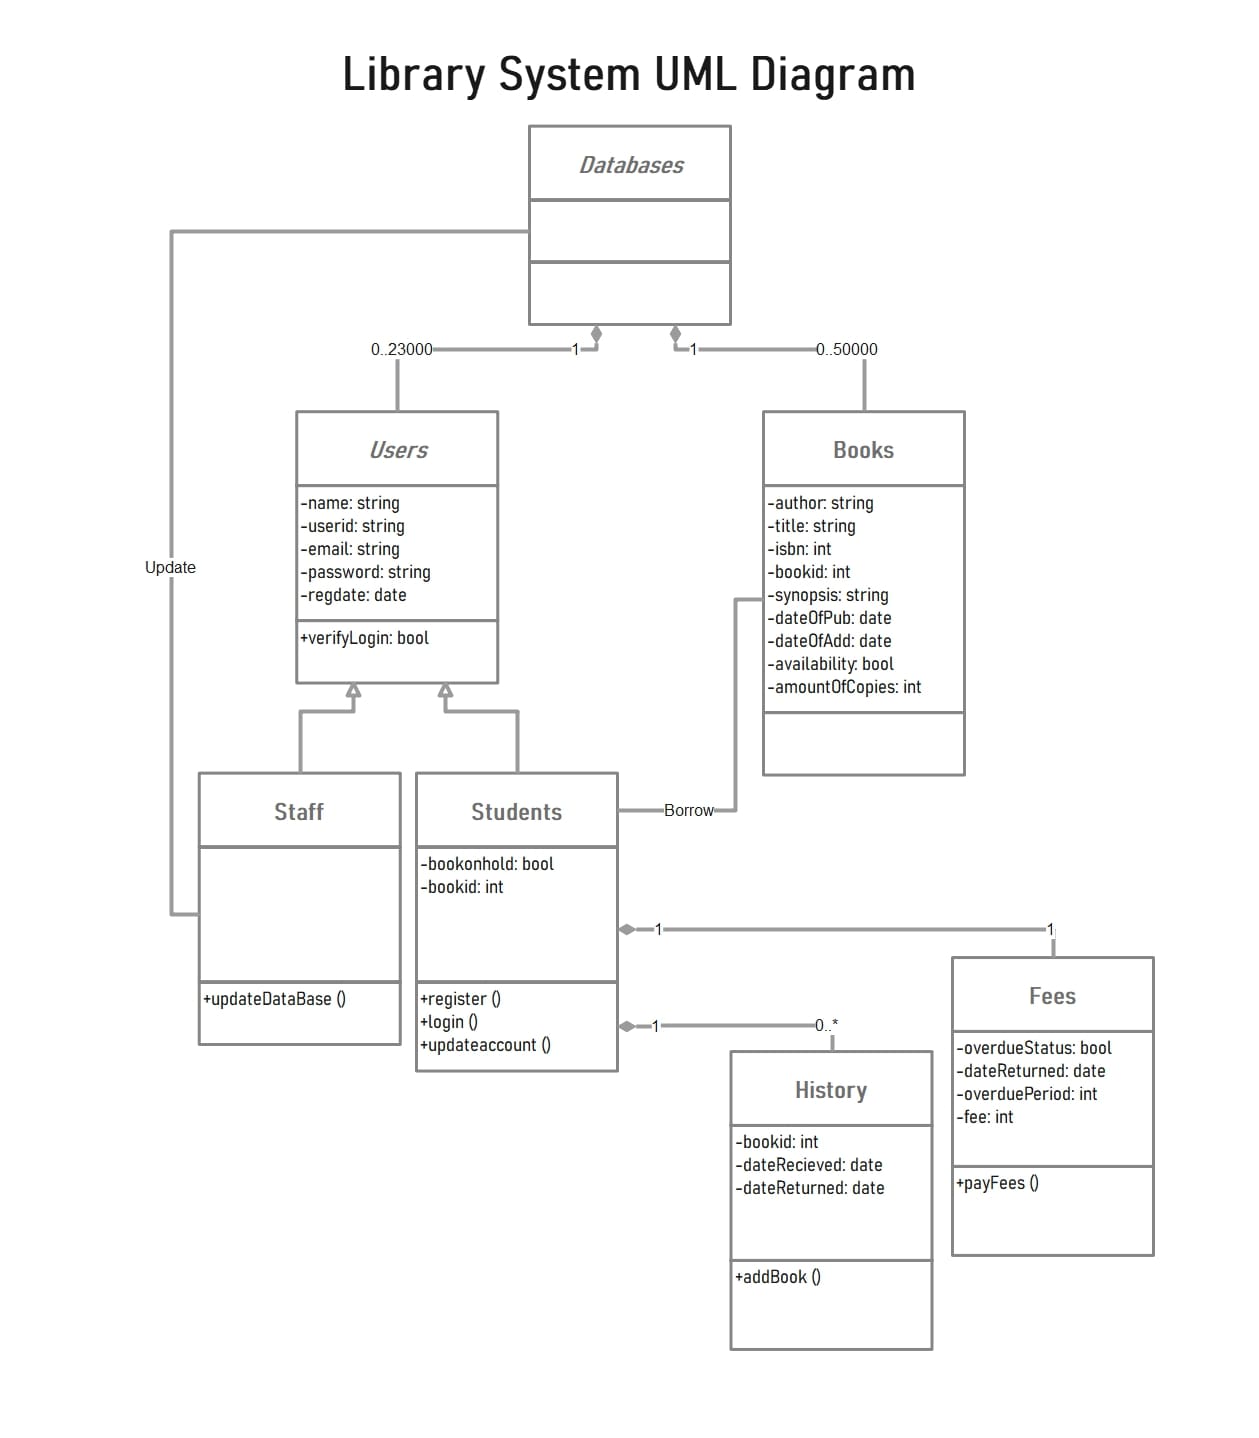 Library System UML Diagram
Databases
0..23000
1
1
0..50000
Users
-name: string
-userid: string
-email: string
-password: string
-regdate: date
+verifyLogin: bool
Books
-author: string
-title: string
-isbn: int
-bookid: int
-synopsis: string
-dateOfPub: date
-dateOfAdd: date
-availability: bool
-amountOfCopies: int
Update
Staff
+updateDataBase ()
Students
-bookonhold: bool
-bookid: int
+register ()
+login ()
+updateaccount ()
Borrow
1
1
1
0..*
Fees
-overdueStatus: bool
-dateReturned: date
-overduePeriod: int
-fee: int
+payFees ()
History
-bookid: int
-dateRecieved: date
-dateReturned: date
+addBook ()